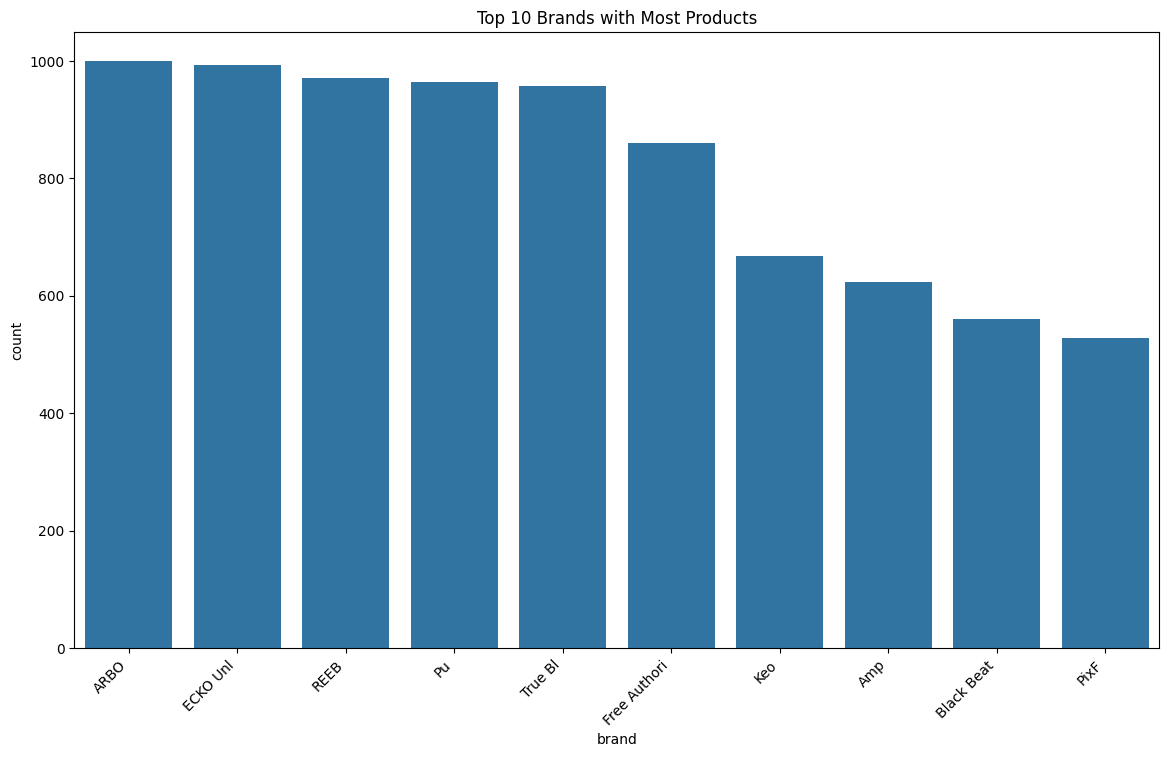 Top 10 Brands with Most Products
1000
800
600
400
200
0
count
ARBO
ECKO Unl
REEB
Pu
True Bl
Free Authori
Keo
Amp
Black Beat
PixF
brand